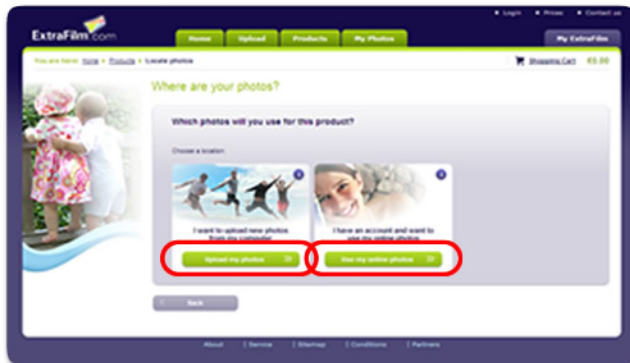 Login Prices Contact us
ExtraFilm.com
Home Upload Products My Photos My ExtraFilm
You are here: Home Products Locate photos Shopping Cart €0.00
Where are your photos?
Which photos will you use for this product?
Choose a location:
I want to upload new photos
from my computer
I have an account and want to
use my online photos
Upload my photos Use my online photos
Back
About | Service | Sitemap | Conditions | Partners